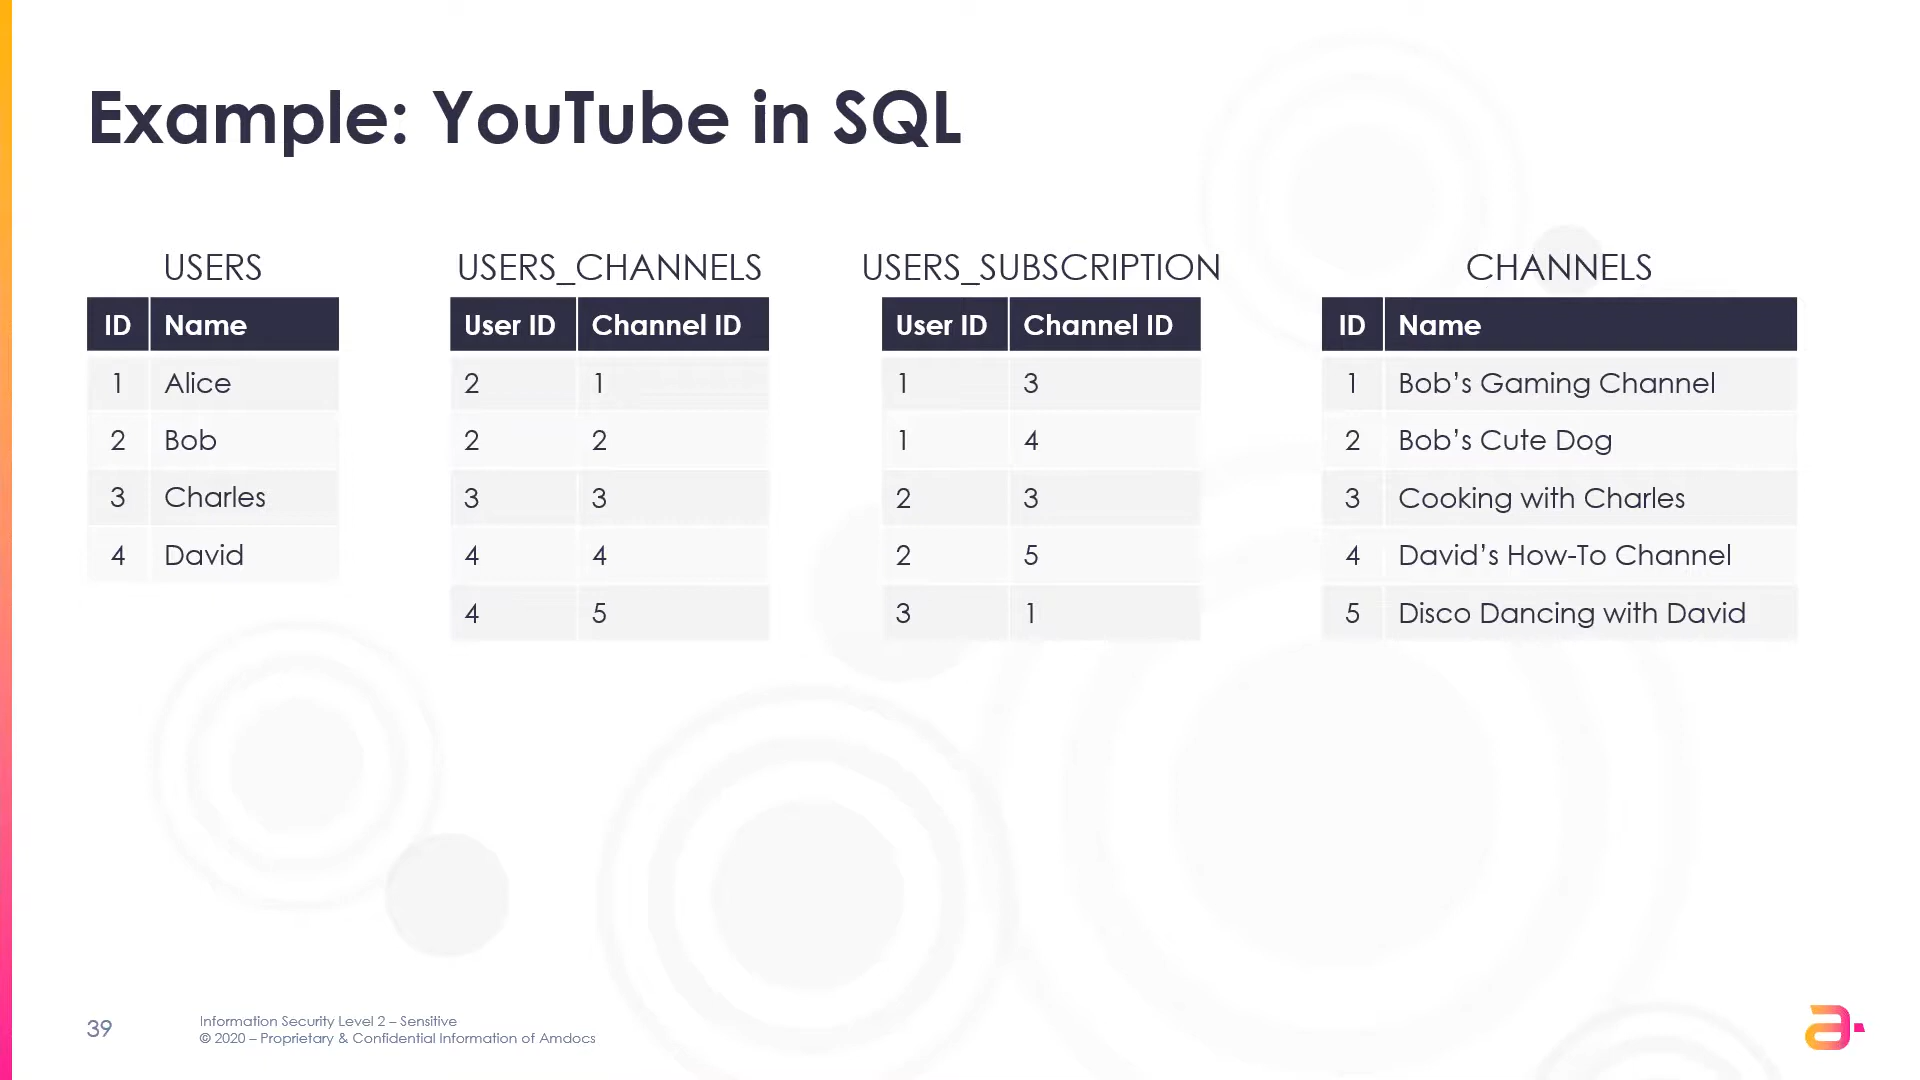 Example: YouTube in SQL
USERS
ID Name
1 Alice
2 Bob
3 Charles
4 David
USERS_CHANNELS
User ID Channel ID
2 1
2 2
3 3
4 4
4 5
USERS_SUBSCRIPTION
User ID Channel ID
1 3
1 4
2 3
2 5
3 1
CHANNELS
ID Name
1 Bob’s Gaming Channel
2 Bob’s Cute Dog
3 Cooking with Charles
4 David’s How-To Channel
5 Disco Dancing with David
39
Information Security Level 2 – Sensitive
© 2020 – Proprietary & Confidential Information of Amdocs